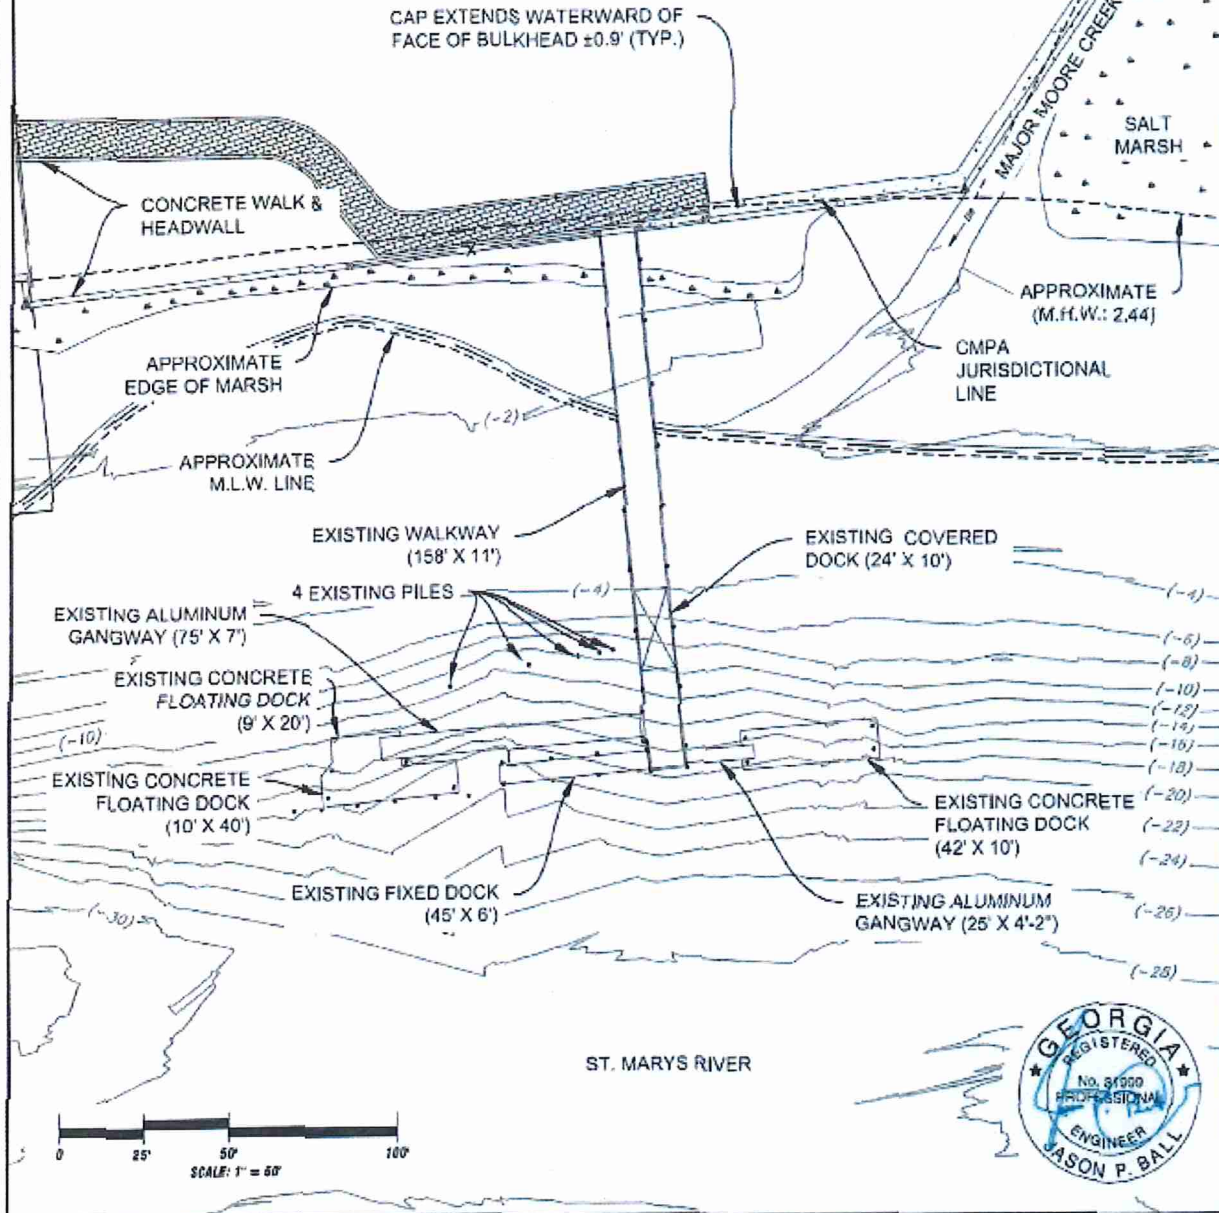 CAP EXTENDS WATERWARD OF
FACE OF BULKHEAD ±0.9' (TYP.)
MAJOR MOORE CREEK
SALT
MARSH
CONCRETE WALK &
HEADWALL
APPROXIMATE
(M.H.W.: 2.44)
APPROXIMATE
EDGE OF MARSH
CMPA
JURISDICTIONAL
LINE
(-2)
APPROXIMATE
M.L.W. LINE
EXISTING WALKWAY
(158' X 11')
EXISTING COVERED
DOCK (24' X 10')
4 EXISTING PILES
(-4)
(-4)
EXISTING ALUMINUM
GANGWAY (75' X 7')
(-6)
(-8)
EXISTING CONCRETE
FLOATING DOCK
(9' X 20')
(-10)
(-12)
(-14)
(-10)
(-16)
(-18)
EXISTING CONCRETE
FLOATING DOCK
(10' X 40')
EXISTING CONCRETE
FLOATING DOCK
(42' X 10')
(-20)
(-22)
(-24)
EXISTING FIXED DOCK
(45' X 6')
EXISTING ALUMINUM
GANGWAY (25' X 4'-2")
(-26)
(-30)
(-28)
ST. MARYS RIVER
GEORGIA
REGISTERED
No.
PROFESSIONAL
ENGINEER
JASON P. BALL
0 25' 50' 100'
SCALE: 1" = 50'